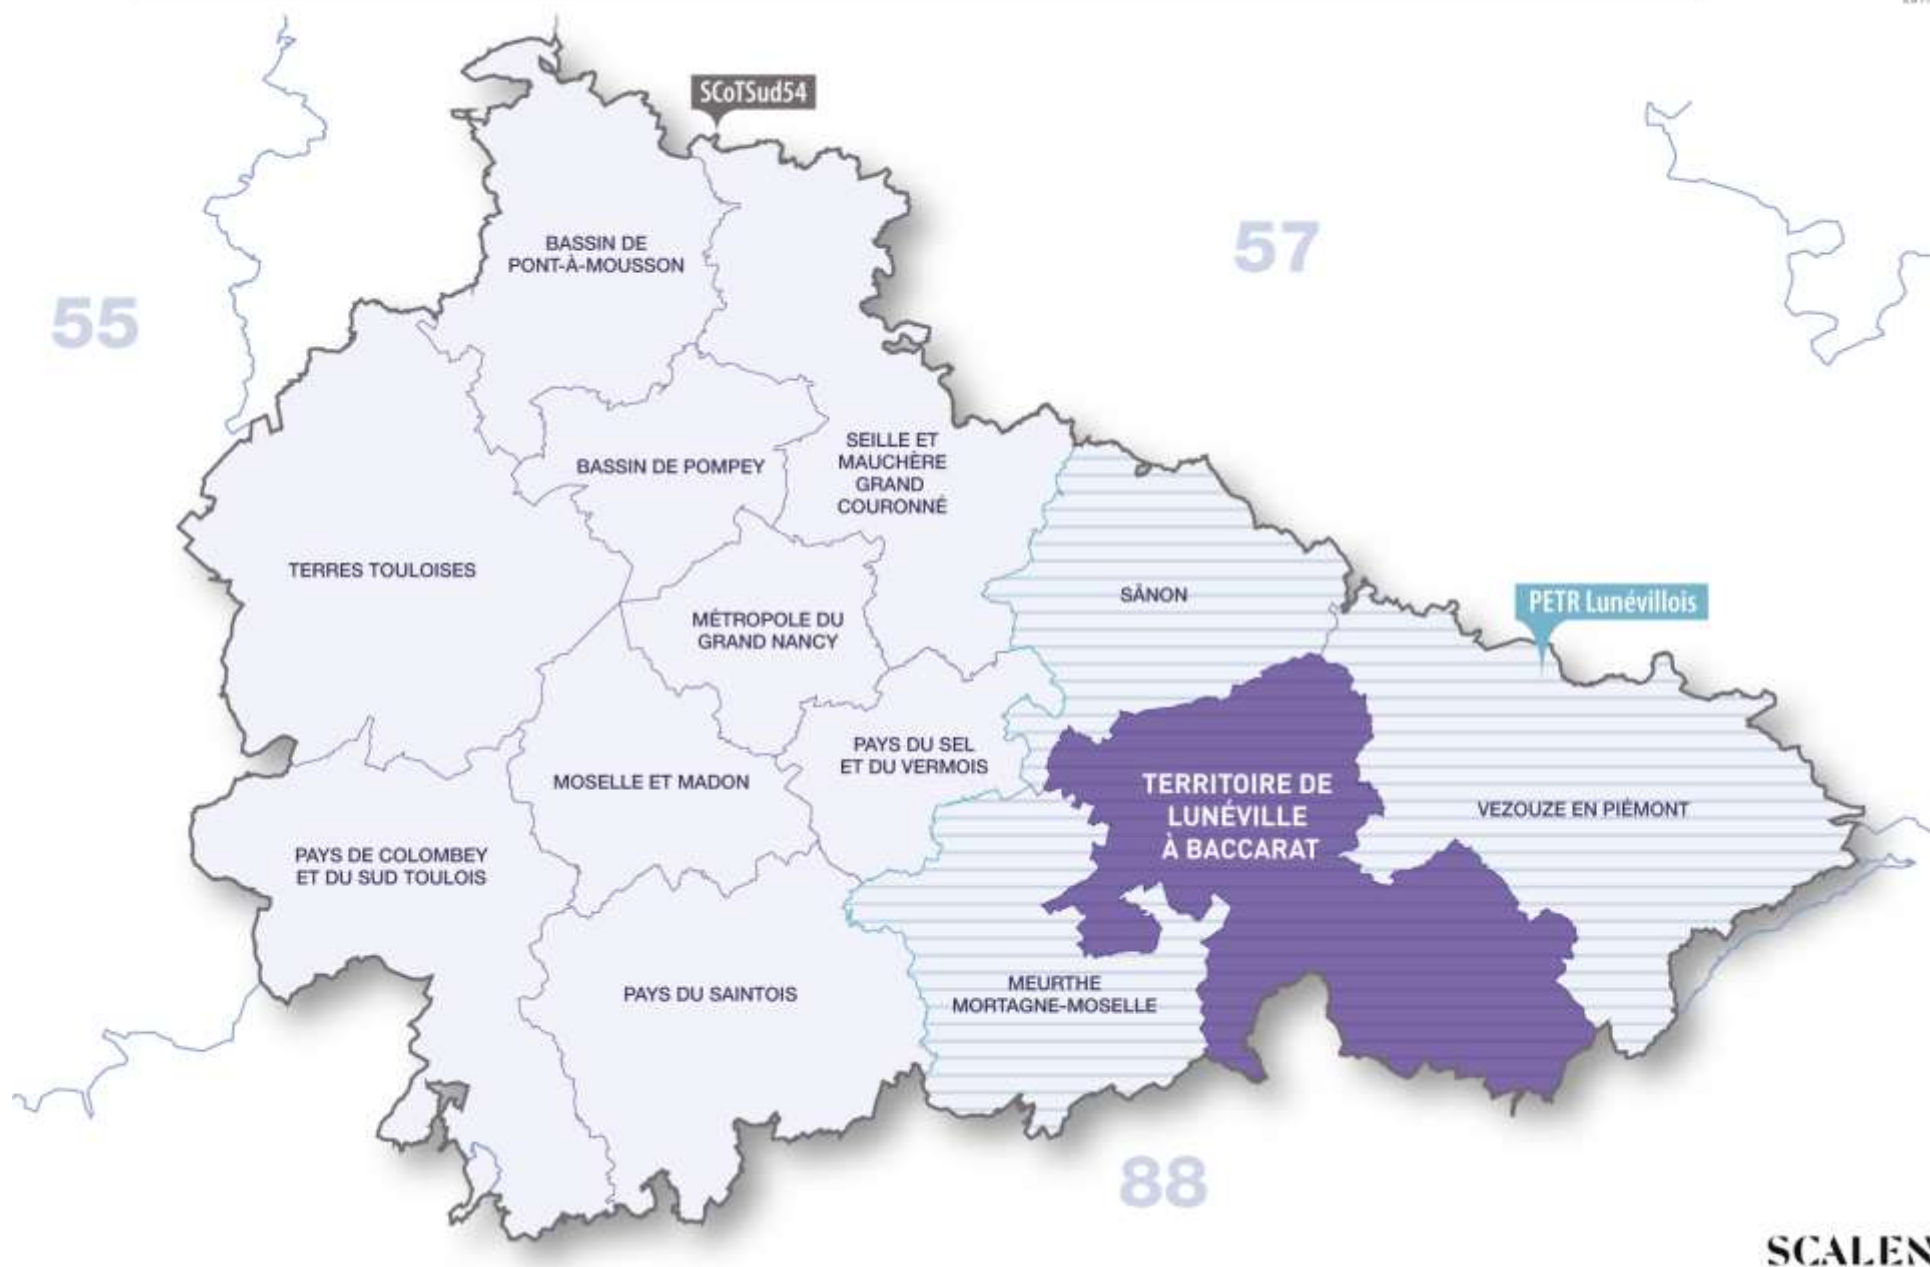 SCoTSud54
BASSIN DE
PONT-À-MOUSSON
57
55
SEILLE ET
MAUCHÈRE
GRAND
COURONNÉ
BASSIN DE POMPEY
TERRES TOULOISES
SÂNON
PETR Lunévillois
MÉTROPOLE DU
GRAND NANCY
PAYS DU SEL
ET DU VERMOIS
MOSELLE ET MADON
TERRITOIRE DE
LUNÉVILLE
À BACCARAT
VEZOUZE EN PIÉMONT
PAYS DE COLOMBEY
ET DU SUD TOULOIS
PAYS DU SAINTOIS
MEURTHE
MORTAGNE-MOSELLE
88
SCALEN